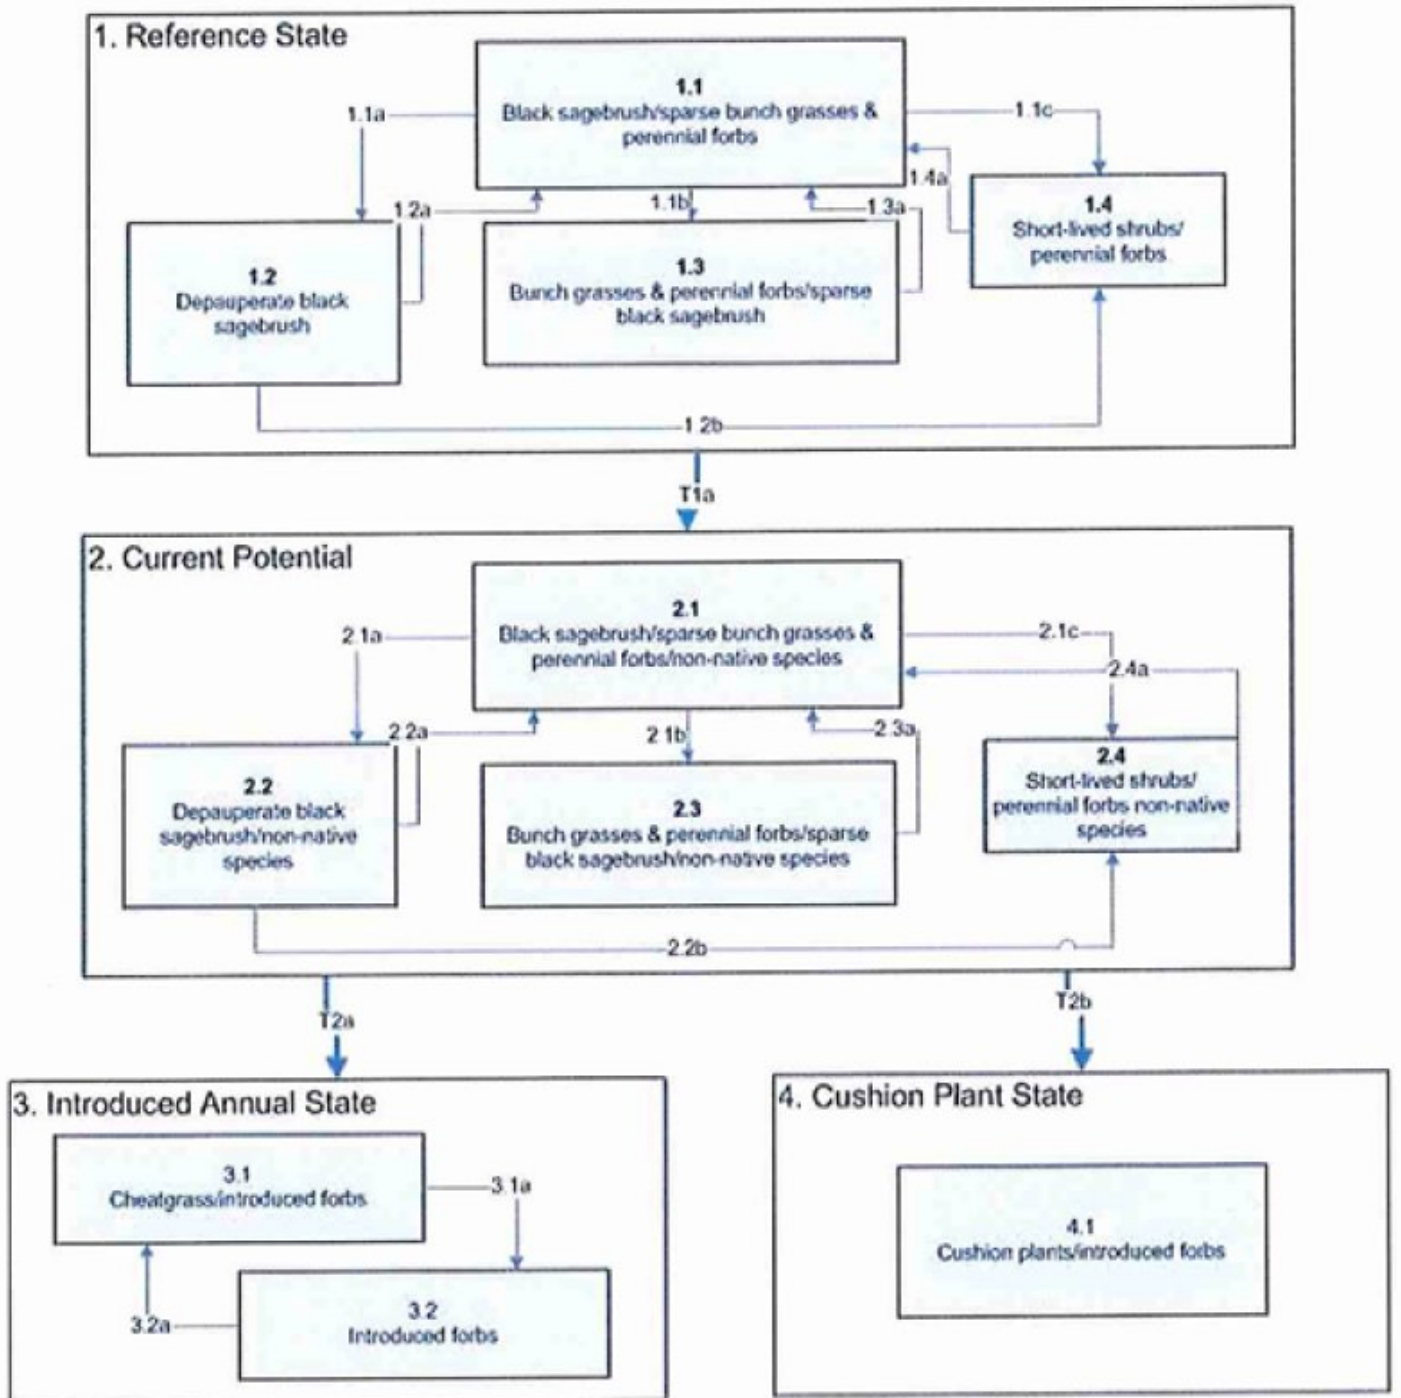 1. Reference State
1.1
Black sagebrush/sparse bunch grasses &
perennial forbs
1.1a
1.1c
1.2a
1.1b
1.3a
1.4a
1.2
Depauperate black
sagebrush
1.3
Bunch grasses & perennial forbs/sparse
black sagebrush
1.4
Short-lived shrubs/
perennial forbs
1 2b
T1a
2. Current Potential
2.1
Black sagebrush/sparse bunch grasses &
perennial forbs/non-native species
2.1a
2.1c
2.4a
2 2a
2 1b
2.3a
2.2
Depauperate black
sagebrush/non-native
species
2.3
Bunch grasses & perennial forbs/sparse
black sagebrush/non-native species
2.4
Short-lived shrubs/
perennial forbs non-native
species
2.2b
T2a
T2b
3. Introduced Annual State
3.1
Cheatgrass/introduced forbs
3.1a
3.2
Introduced forbs
3.2a
4. Cushion Plant State
4.1
Cushion plants/introduced forbs